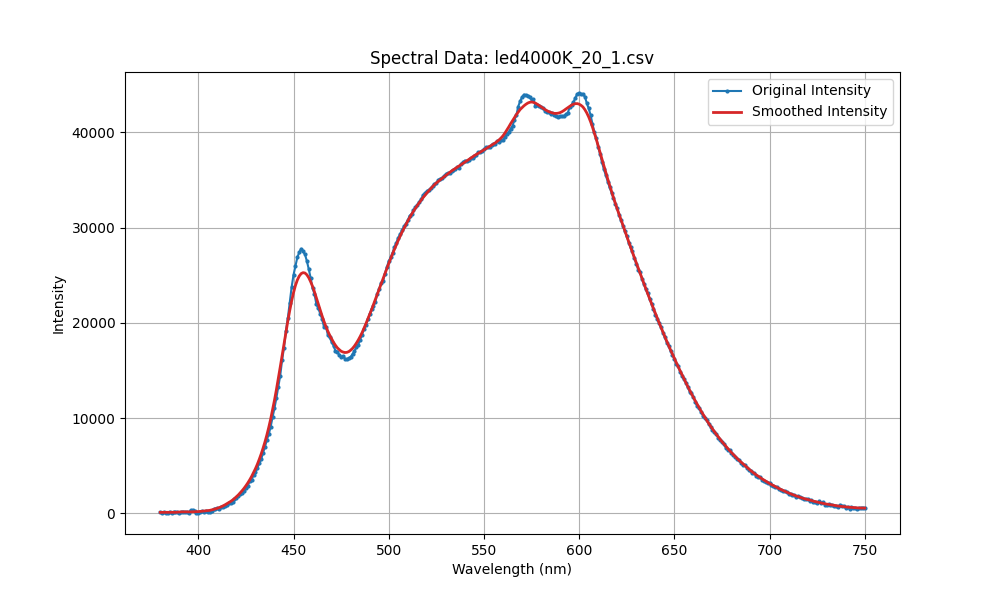 Spectral Data: led4000K_20_1.csv
Original Intensity
Smoothed Intensity
40000
30000
20000
10000
0
Intensity
400 450 500 550 600 650 700 750
Wavelength (nm)